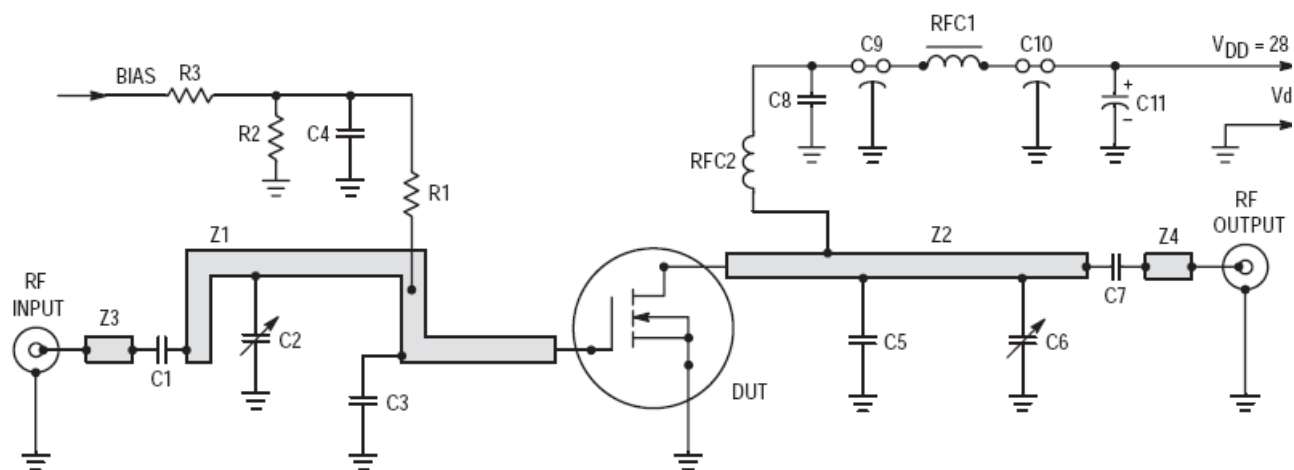 RFC1
C9
C10
V_DD = 28
BIAS
R3
C8
+
C11
–
Vd
R2
C4
RFC2
R1
RF
OUTPUT
Z1
Z2
Z4
RF
INPUT
Z3
C7
C2
C5
C6
C1
DUT
C3